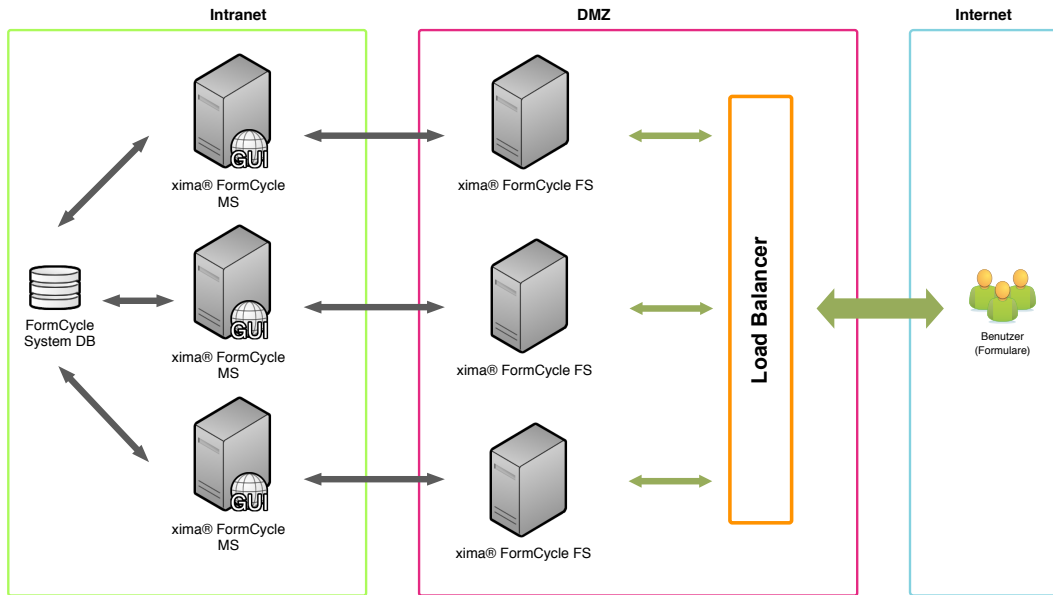 Intranet
DMZ
Internet
GUI
xima® FormCycle
MS
xima® FormCycle FS
FormCycle
System DB
GUI
xima® FormCycle
MS
xima® FormCycle FS
Load Balancer
Benutzer
(Formulare)
GUI
xima® FormCycle
MS
xima® FormCycle FS